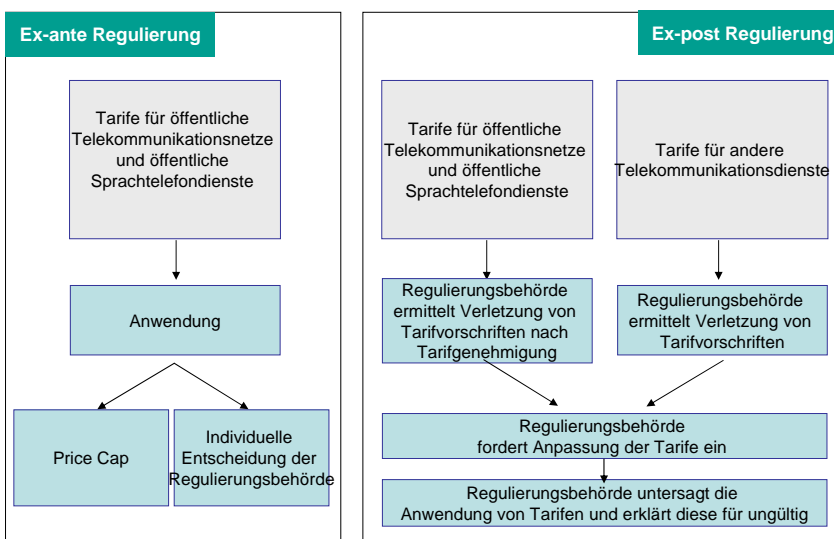 Ex-ante Regulierung
Tarife für öffentliche
Telekommunikationsnetze
und öffentliche
Sprachtelefondienste
Anwendung
Price Cap
Individuelle
Entscheidung der
Regulierungsbehörde
Ex-post Regulierung
Tarife für öffentliche
Telekommunikationsnetze
und öffentliche
Sprachtelefondienste
Tarife für andere
Telekommunikationsdienste
Regulierungsbehörde
ermittelt Verletzung von
Tarifvorschriften nach
Tarifgenehmigung
Regulierungsbehörde
ermittelt Verletzung von
Tarifvorschriften
Regulierungsbehörde
fordert Anpassung der Tarife ein
Regulierungsbehörde untersagt die
Anwendung von Tarifen und erklärt diese für ungültig